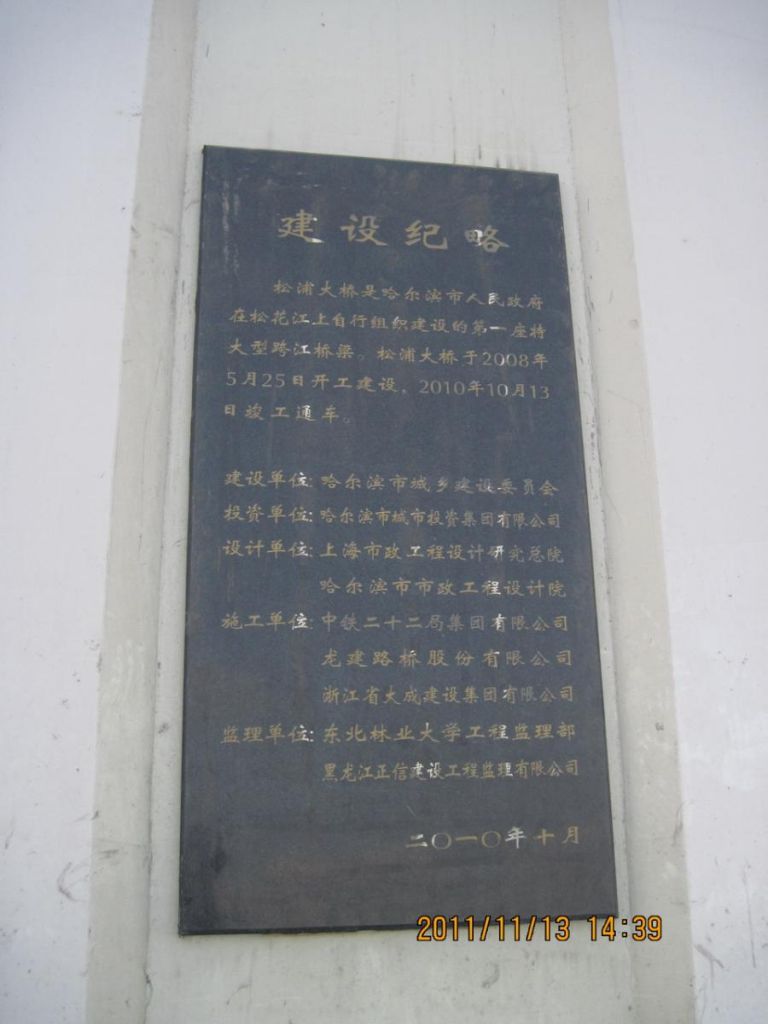 建设纪略
松浦大桥是哈尔滨市人民政府
在松花江上自行组织建设的第一座特
大型跨江桥梁。松浦大桥于2008年
5月25日开工建设，2010年10月13
日竣工通车。
建设单位:哈尔滨市城乡建设委员会
投资单位:哈尔滨市城市投资集团有限公司
设计单位:上海市政工程设计研究总院
哈尔滨市市政工程设计院
施工单位:中铁二十二局集团有限公司
龙建路桥股份有限公司
浙江省大成建设集团有限公司
监理单位:东北林业大学工程监理部
黑龙江正信建设工程监理有限公司
二〇一〇年十月
2011/11/13 14:39